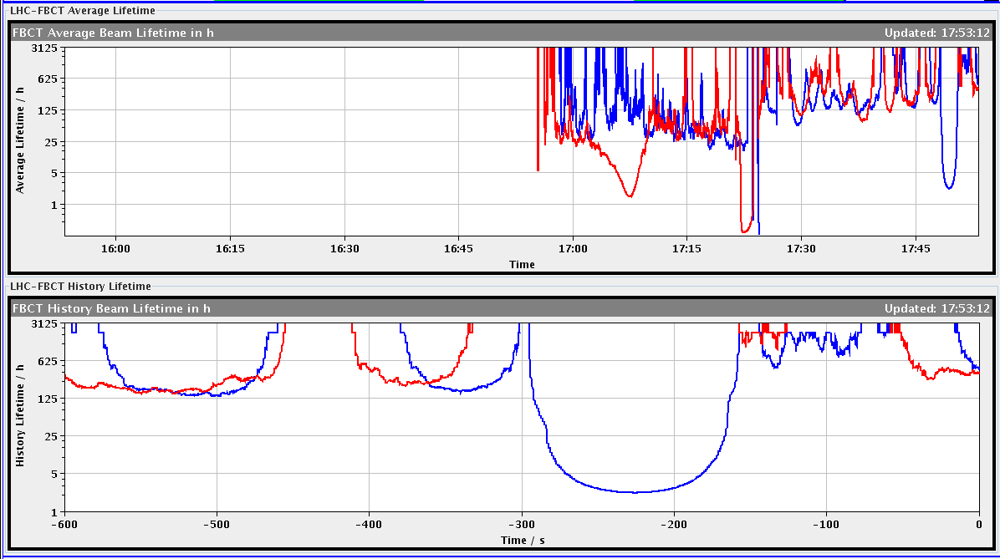 LHC-FBCT Average Lifetime
FBCT Average Beam Lifetime in h Updated: 17:53:12
3125
625
125
25
5
1
Average Lifetime / h
16:00 16:15 16:30 16:45 17:00 17:15 17:30 17:45
Time
LHC-FBCT History Lifetime
FBCT History Beam Lifetime in h Updated: 17:53:12
3125
625
125
25
5
1
History Lifetime / h
-600 -500 -400 -300 -200 -100 0
Time / s